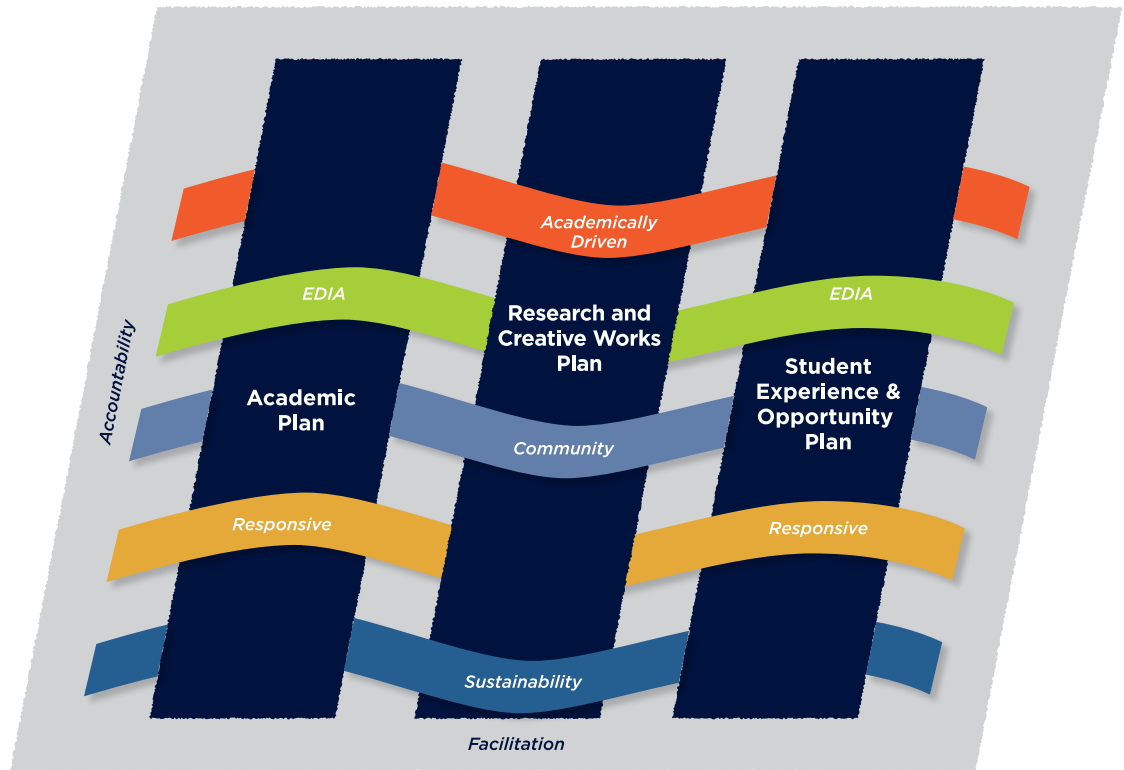 Academically
Driven
EDIA
EDIA
Research and
Creative Works
Plan
Accountability
Student
Experience &
Opportunity
Plan
Academic
Plan
Community
Responsive
Responsive
Sustainability
Facilitation